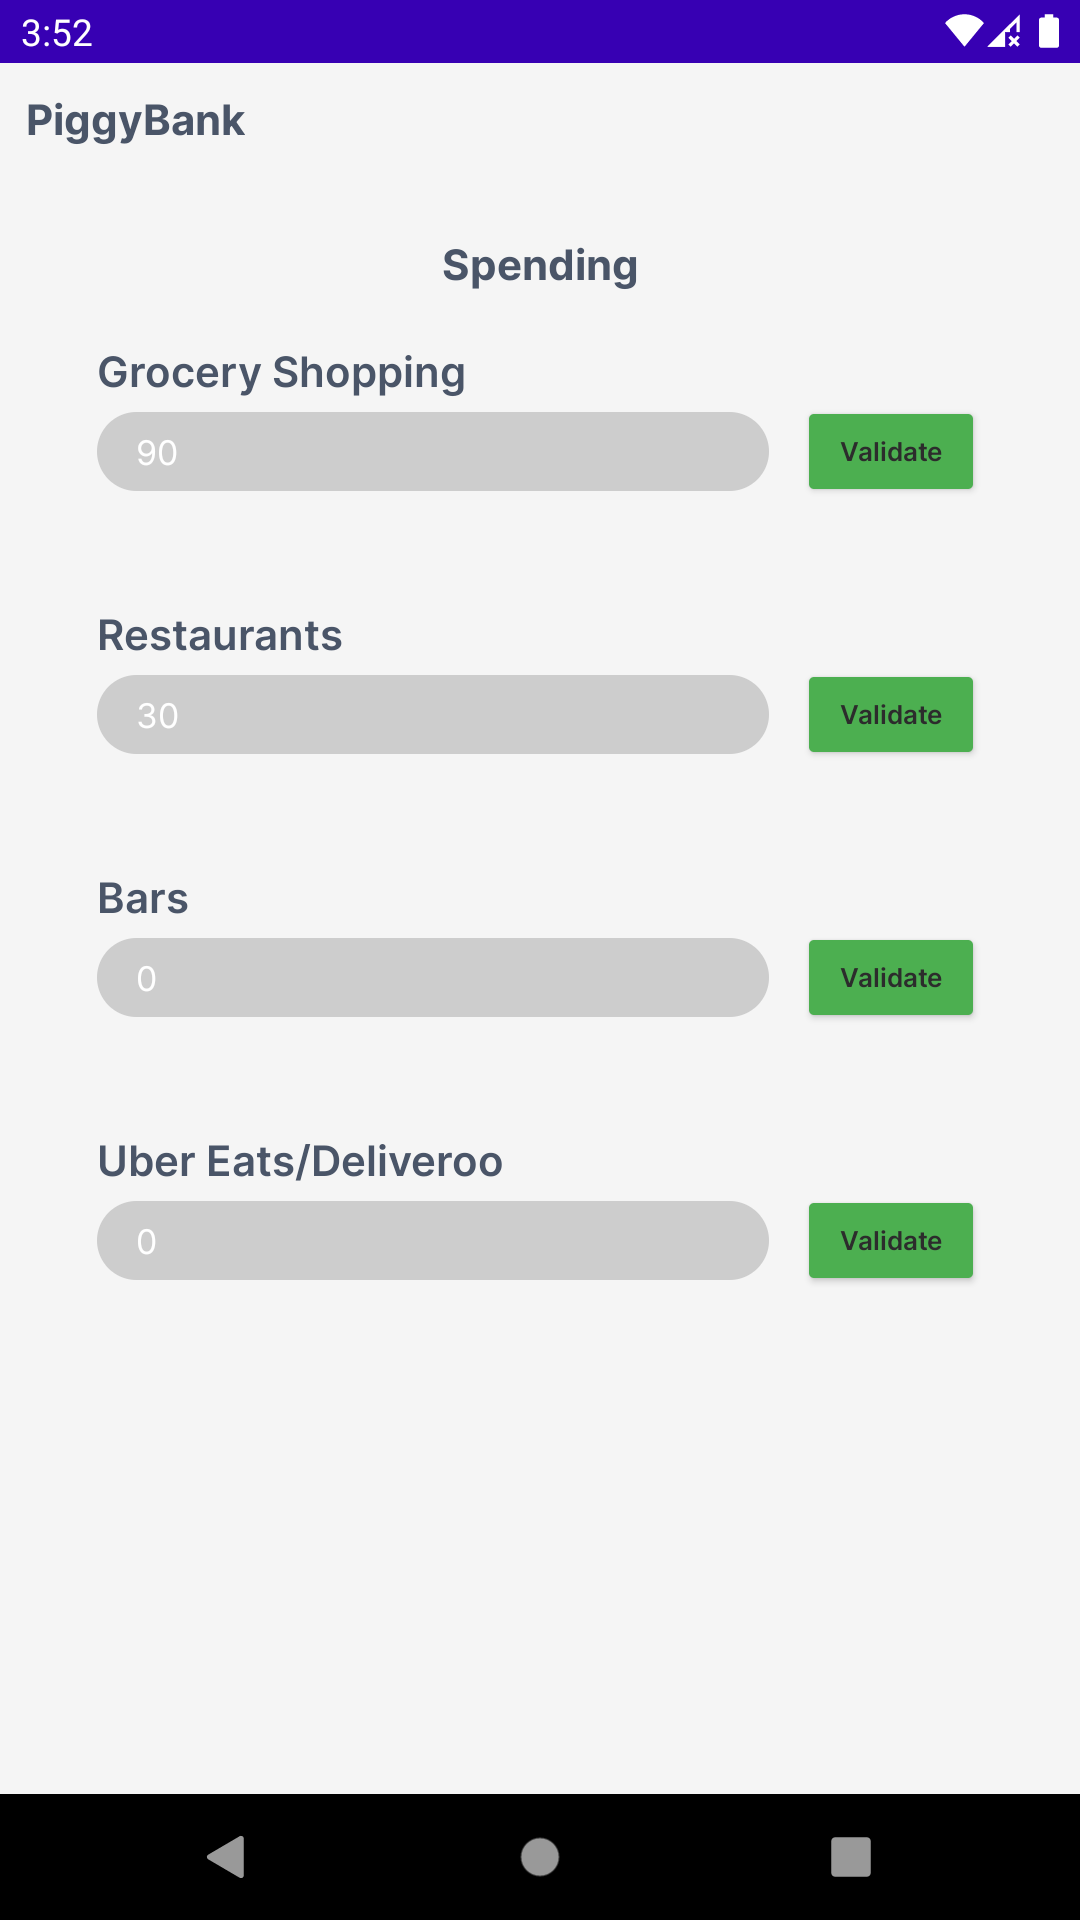 3:52
PiggyBank
Spending
Grocery Shopping
90 Validate
Restaurants
30 Validate
Bars
0 Validate
Uber Eats/Deliveroo
0 Validate